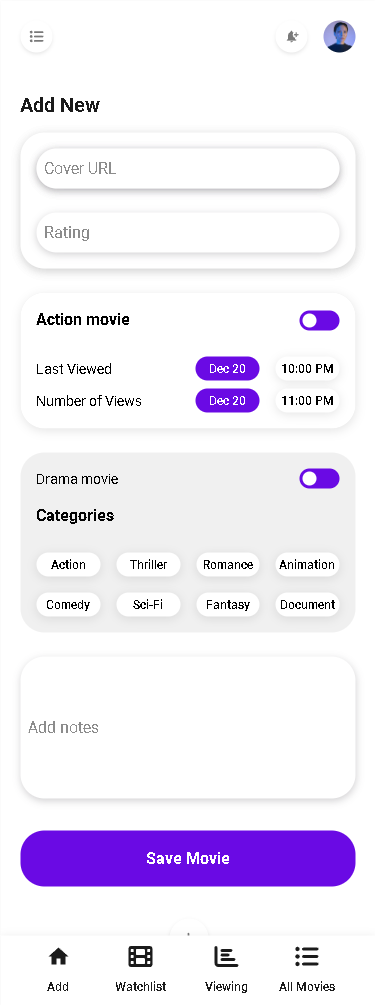 Add New
Cover URL
Rating
Action movie
Last Viewed Dec 20 10:00 PM
Number of Views Dec 20 11:00 PM
Drama movie
Categories
Action Thriller Romance Animation
Comedy Sci-Fi Fantasy Document
Add notes
Save Movie
Add Watchlist Viewing All Movies